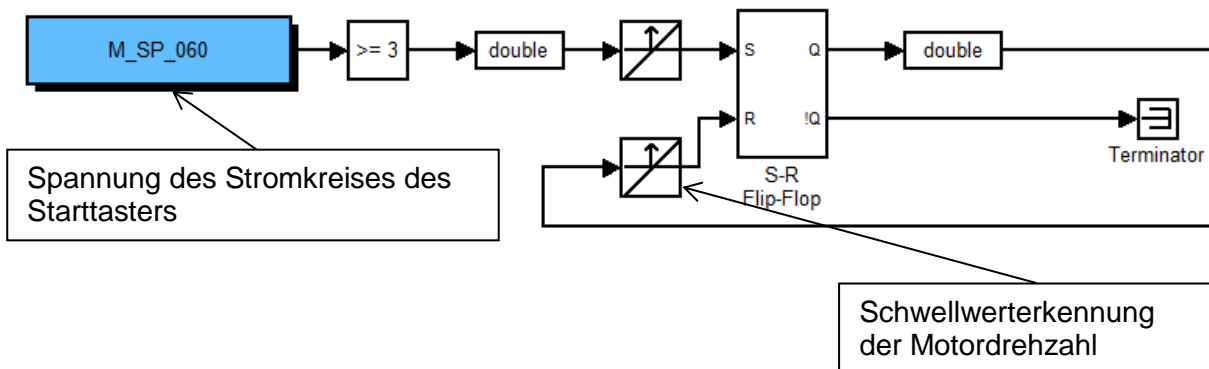 M_SP_060
>= 3
double
S
Q
double
R
!Q
S-R
Flip-Flop
Terminator
Spannung des Stromkreises des
Starttasters
Schwellwerterkennung
der Motordrehzahl